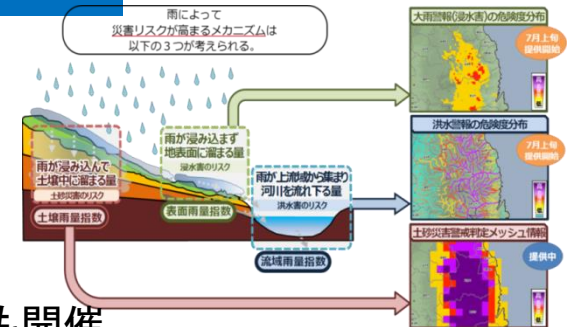 雨によって
災害リスクが高まるメカニズムは
以下の3つが考えられる。
大雨警報(浸水害)の危険度分布
7月上旬
提供開始
雨が浸み込まず
地表面に溜まる量
浸水害のリスク
表面雨量指数
雨が浸み込んで
土壌中に溜まる量
土砂災害のリスク
土壌雨量指数
雨が上流域から集まり
河川を流れ下る量
洪水害のリスク
流域雨量指数
洪水警報の危険度分布
7月上旬
提供開始
土砂災害警戒判定メッシュ情報
提供中
開催